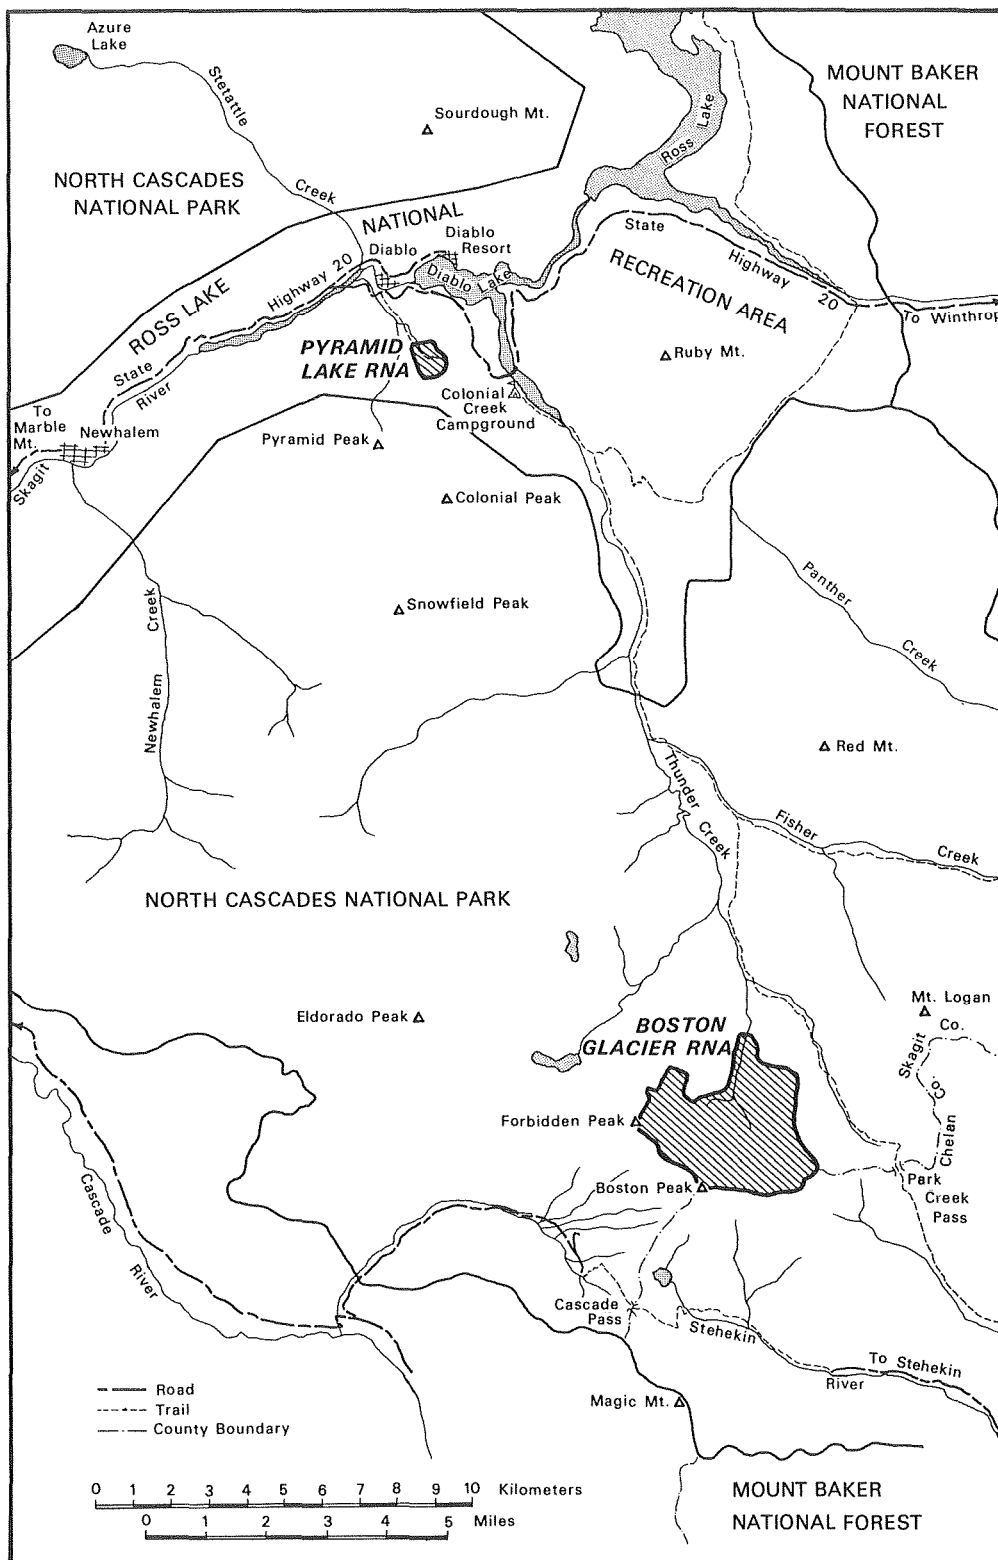 Azure
Lake
Stetattle
Creek
Sourdough Mt.
MOUNT BAKER
NATIONAL
FOREST
Ross Lake
NORTH CASCADES
NATIONAL PARK
NATIONAL
Diablo
Diablo
Resort
Diablo Lake
State
Highway
20
RECREATION AREA
To Winthrop
ROSS LAKE
Highway 20
State
River
PYRAMID
LAKE RNA
Ruby Mt.
To
Marble
Mt.
Newhalem
Skagit
Colonial
Creek
Campground
Pyramid Peak
Colonial Peak
Panther
Creek
Snowfield Peak
Creek
Newhalem
Red Mt.
Thunder
Creek
Fisher
Creek
NORTH CASCADES NATIONAL PARK
Mt. Logan
Eldorado Peak
BOSTON
GLACIER RNA
Skagit Co.
Chelan Co.
Forbidden Peak
Boston Peak
Park
Creek
Pass
Cascade
River
Cascade
Pass
Stehekin
River
To Stehekin
Magic Mt.
Road
Trail
County Boundary
0 1 2 3 4 5 6 7 8 9 10 Kilometers
0 1 2 3 4 5 Miles
MOUNT BAKER
NATIONAL FOREST